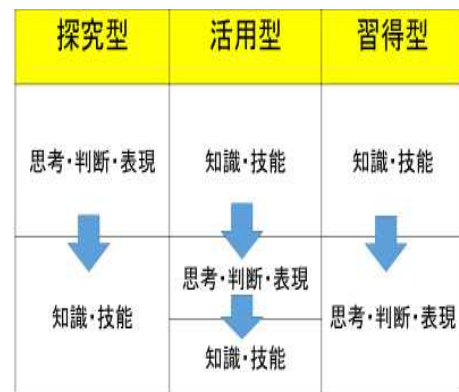 探究型 活用型 習得型
思考・判断・表現 知識・技能 知識・技能
思考・判断・表現
知識・技能 思考・判断・表現
知識・技能